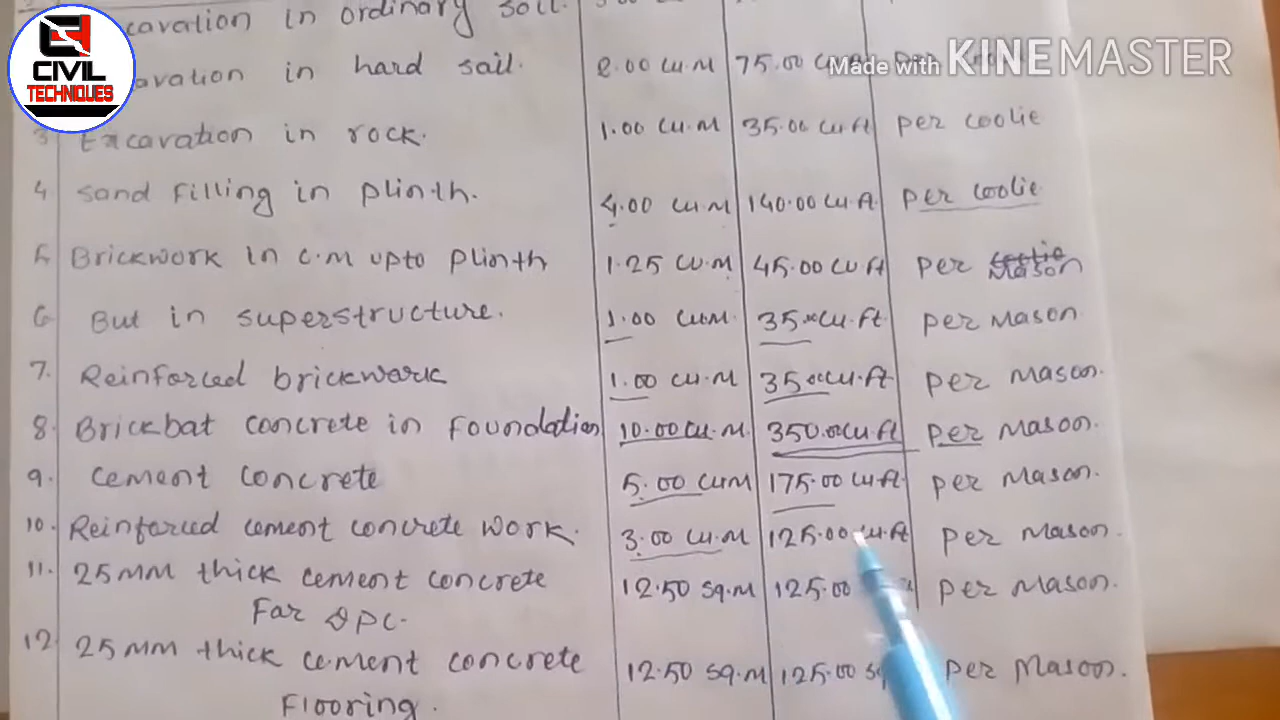 CIVIL
TECHNIQUES
Made with KINEMASTER
cavation in ordinary soil.
avation in hard soil. 2.00 Cu.M 75.00
3 Excavation in rock. 1.00 Cu.M 35.00 Cu.ft per coolie
4. Sand filling in plinth. 4.00 Cu.M 140.00 Cu.ft per coolie
5. Brickwork in C.M upto plinth 1.25 Cu.M 45.00 Cu ft per Mason
6. But in superstructure. 1.00 Cu.M 35.00 Cu.ft per Mason
7. Reinforced brickwork 1.00 Cu.M 35.00 Cu.ft per Mason.
8. Brickbat concrete in foundation 10.00 Cu.M 350.00 Cu ft per Mason.
9. Cement concrete 5.00 Cu M 175.00 Cu.ft per Mason.
10. Reinforced cement concrete work. 3.00 Cu.M 125.00 Cu.ft per Mason.
11. 25 MM thick cement concrete 12.50 Sq.M 125.00 per Mason.
For DPC.
12. 25 MM thick cement concrete 12.50 Sq.M 125.00 per Mason.
Flooring.